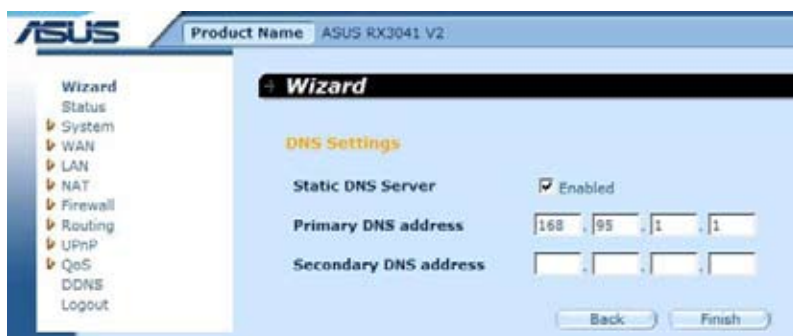 ASUS
Product Name ASUS RX3041 V2
Wizard
Status
System
WAN
LAN
NAT
Firewall
Routing
UPnP
QoS
DDNS
Logout
Wizard
DNS Settings
Static DNS Server Enabled
Primary DNS address 168 . 95 . 1 . 1
Secondary DNS address . . .
Back Finish